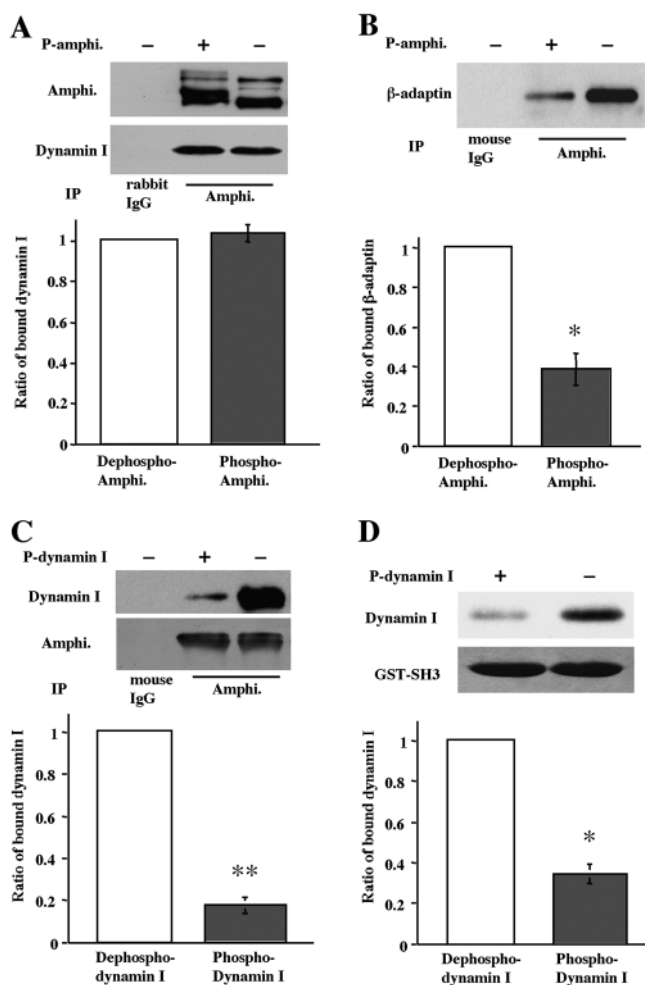 A
P-amphi. – + –
Amphi.
Dynamin I
IP rabbit IgG Amphi.
Ratio of bound dynamin I
1
0.8
0.6
0.4
0.2
0
Dephospho-Amphi. Phospho-Amphi.
B
P-amphi. – + –
β-adaptin
IP mouse IgG Amphi.
Ratio of bound β-adaptin
1
0.8
0.6
0.4
0.2
0
*
Dephospho-Amphi. Phospho-Amphi.
C
P-dynamin I – + –
Dynamin I
Amphi.
IP mouse IgG Amphi.
Ratio of bound dynamin I
1
0.8
0.6
0.4
0.2
0
**
Dephospho-dynamin I Phospho-Dynamin I
D
P-dynamin I + –
Dynamin I
GST-SH3
Ratio of bound dynamin I
1
0.8
0.6
0.4
0.2
0
*
Dephospho-dynamin I Phospho-Dynamin I